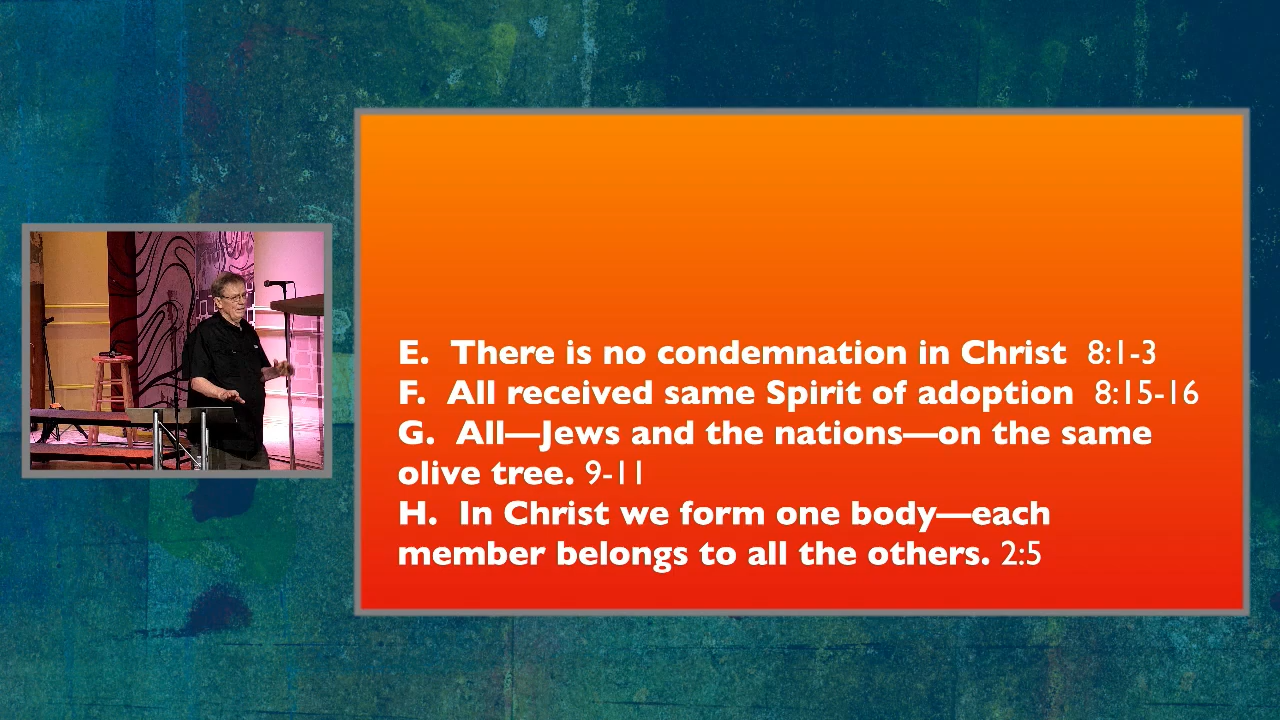 E. There is no condemnation in Christ 8:1-3
F. All received same Spirit of adoption 8:15-16
G. All—Jews and the nations—on the same
olive tree. 9-11
H. In Christ we form one body—each
member belongs to all the others. 2:5